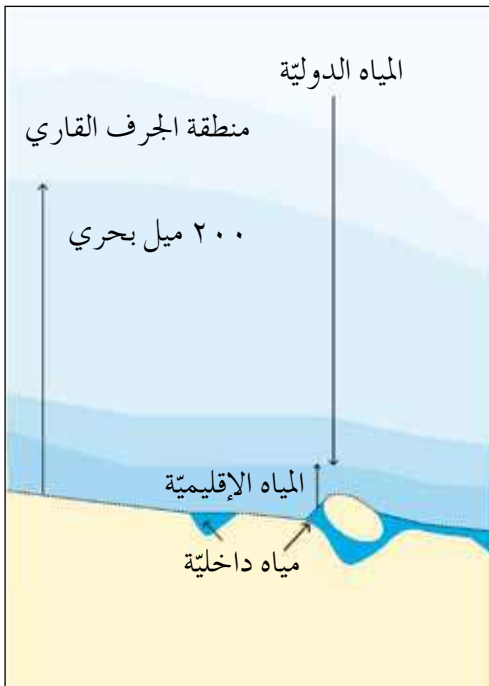 المياه الدوليّة
منطقة الجرف القاري
٢٠٠ ميل بحري
المياه الإقليميّة
مياه داخليّة